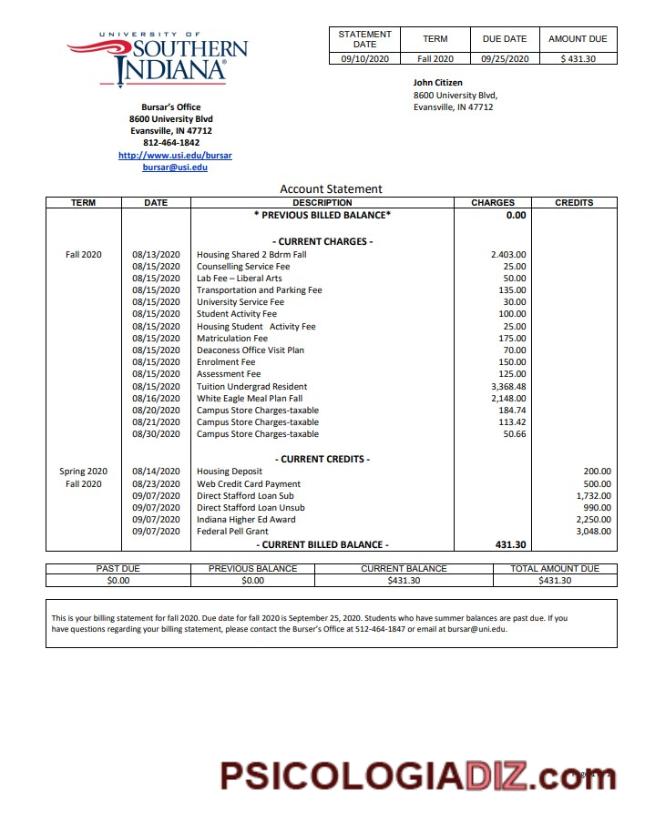 UNIVERSITY OF
SOUTHERN
INDIANA®
STATEMENT DATE TERM DUE DATE AMOUNT DUE
09/10/2020 Fall 2020 09/25/2020 $ 431.30
Bursar's Office
8600 University Blvd
Evansville, IN 47712
812-464-1842
http://www.usi.edu/bursar
bursar@usi.edu
John Citizen
8600 University Blvd,
Evansville, IN 47712
Account Statement
TERM DATE DESCRIPTION CHARGES CREDITS
* PREVIOUS BILLED BALANCE* 0.00
- CURRENT CHARGES -
Fall 2020 08/13/2020 Housing Shared 2 Bdrm Fall 2.403.00
08/15/2020 Counselling Service Fee 25.00
08/15/2020 Lab Fee – Liberal Arts 50.00
08/15/2020 Transportation and Parking Fee 135.00
08/15/2020 University Service Fee 30.00
08/15/2020 Student Activity Fee 100.00
08/15/2020 Housing Student Activity Fee 25.00
08/15/2020 Matriculation Fee 175.00
08/15/2020 Deaconess Office Visit Plan 70.00
08/15/2020 Enrolment Fee 150.00
08/15/2020 Assessment Fee 125.00
08/15/2020 Tuition Undergrad Resident 3,368.48
08/16/2020 White Eagle Meal Plan Fall 2,148.00
08/20/2020 Campus Store Charges-taxable 184.74
08/21/2020 Campus Store Charges-taxable 113.42
08/30/2020 Campus Store Charges-taxable 50.66
- CURRENT CREDITS -
Spring 2020 08/14/2020 Housing Deposit 200.00
Fall 2020 08/23/2020 Web Credit Card Payment 500.00
09/07/2020 Direct Stafford Loan Sub 1,732.00
09/07/2020 Direct Stafford Loan Unsub 990.00
09/07/2020 Indiana Higher Ed Award 2,250.00
09/07/2020 Federal Pell Grant 3,048.00
- CURRENT BILLED BALANCE - 431.30
PAST DUE PREVIOUS BALANCE CURRENT BALANCE TOTAL AMOUNT DUE
$0.00 $0.00 $431.30 $431.30
This is your billing statement for fall 2020. Due date for fall 2020 is September 25, 2020. Students who have summer balances are past due. If you
have questions regarding your billing statement, please contact the Burser's Office at 512-464-1847 or email at bursar@uni.edu.
PSICOLOGIADIZ.com